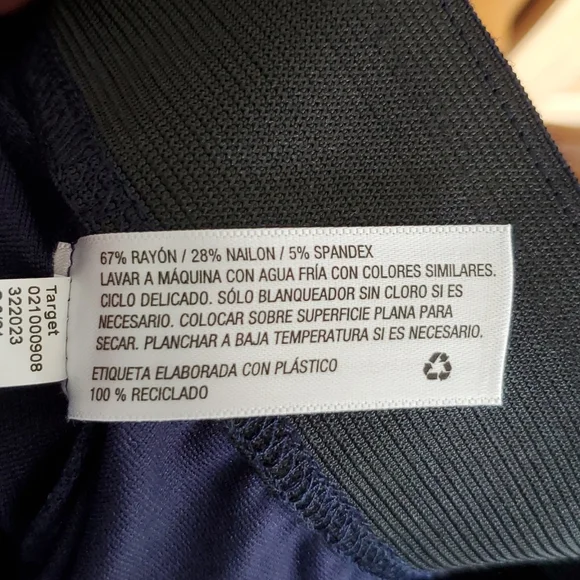 67% RAYÓN / 28% NAILON / 5% SPANDEX
LAVAR A MÁQUINA CON AGUA FRÍA CON COLORES SIMILARES.
CICLO DELICADO. SÓLO BLANQUEADOR SIN CLORO SI ES
NECESARIO. COLOCAR SOBRE SUPERFICIE PLANA PARA
SECAR. PLANCHAR A BAJA TEMPERATURA SI ES NECESARIO.
ETIQUETA ELABORADA CON PLÁSTICO
100 % RECICLADO
Target
021000908
322023